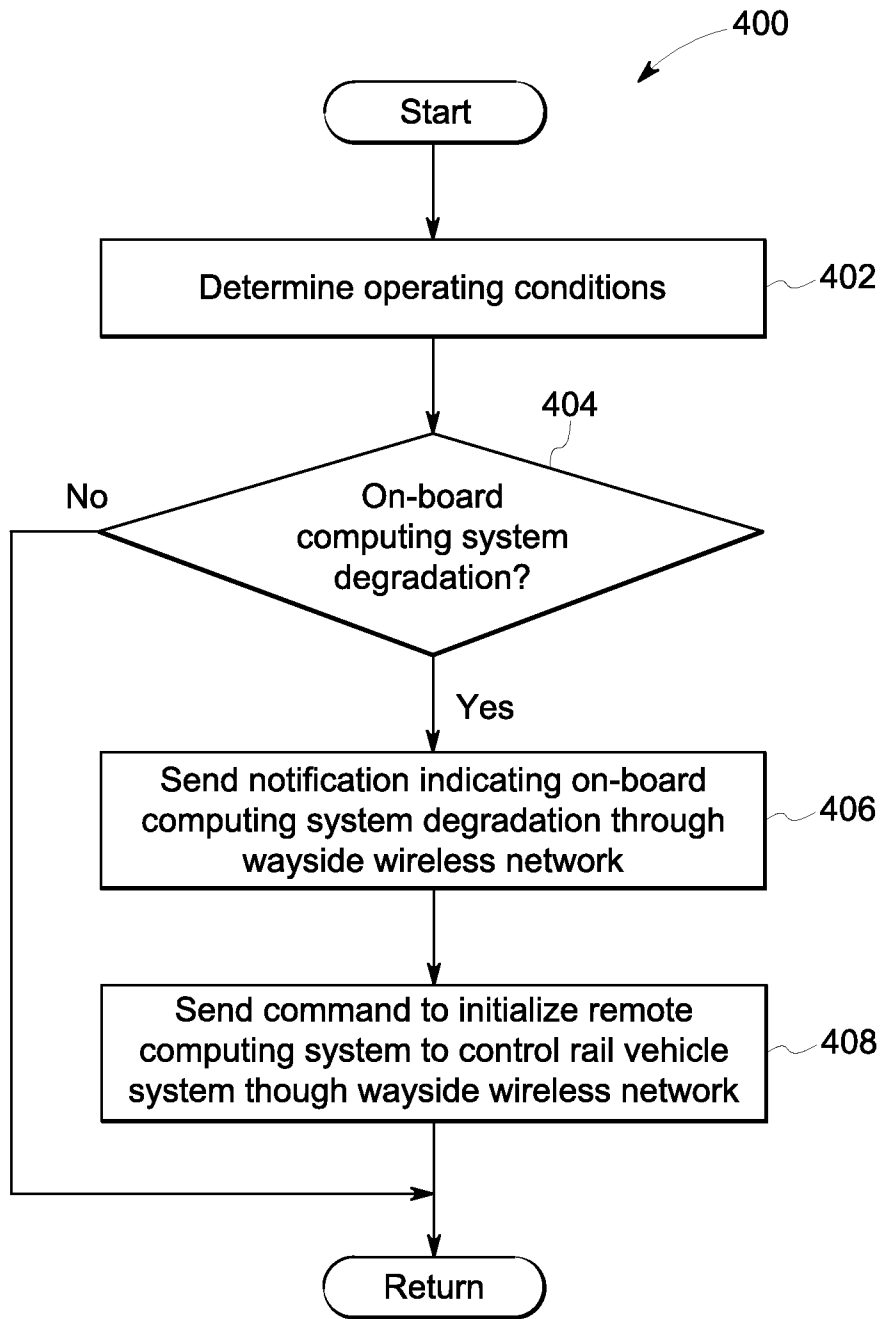 400
Start
Determine operating conditions
402
404
No
On-board
computing system
degradation?
Yes
Send notification indicating on-board
computing system degradation through
wayside wireless network
406
Send command to initialize remote
computing system to control rail vehicle
system though wayside wireless network
408
Return